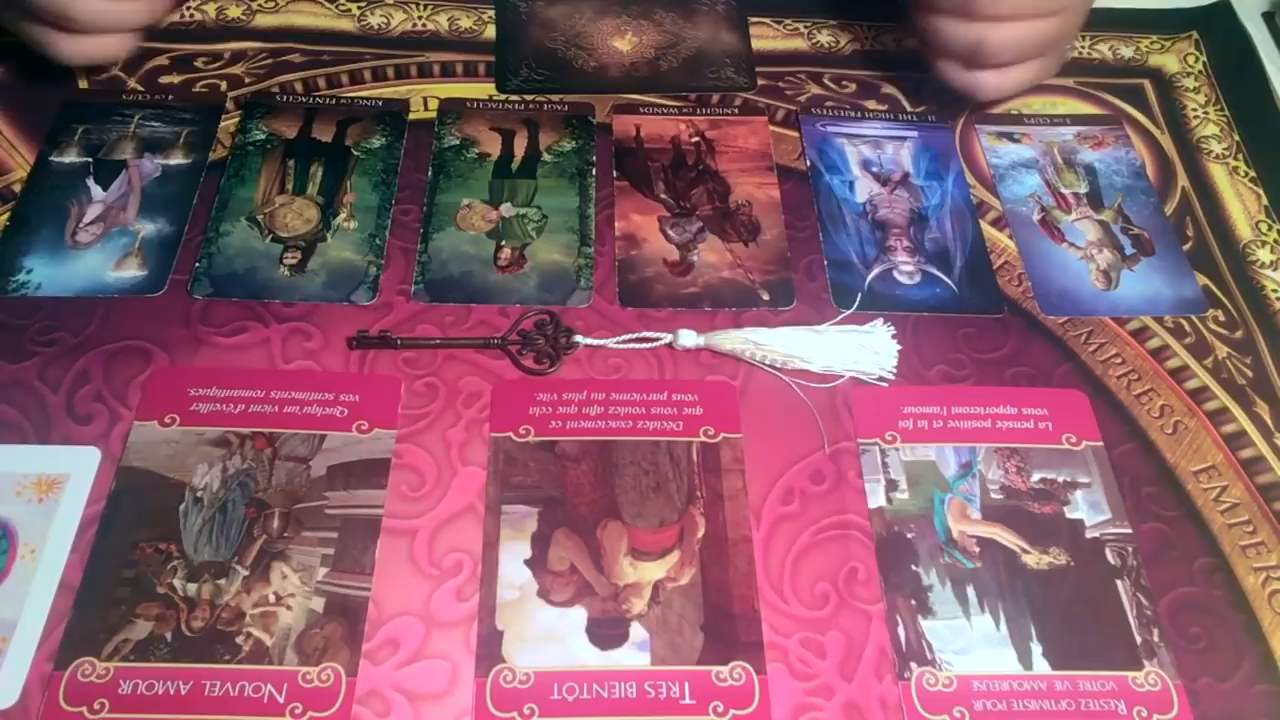 4 OF CUPS
KING OF PENTACLES
PAGE OF PENTACLES
KNIGHT OF WANDS
II - THE HIGH PRIESTESS
3 OF CUPS
NOUVEL AMOUR
Quelqu'un vient d'éveiller
vos sentiments romantiques.
TRÈS BIENTÔT
Décidez exactement ce
que vous voulez afin que cela
vous parvienne au plus vite.
RESTEZ OPTIMISTE POUR
VOTRE VIE AMOUREUSE
La pensée positive et la foi
vous apporteront l'amour.
EMPRESS